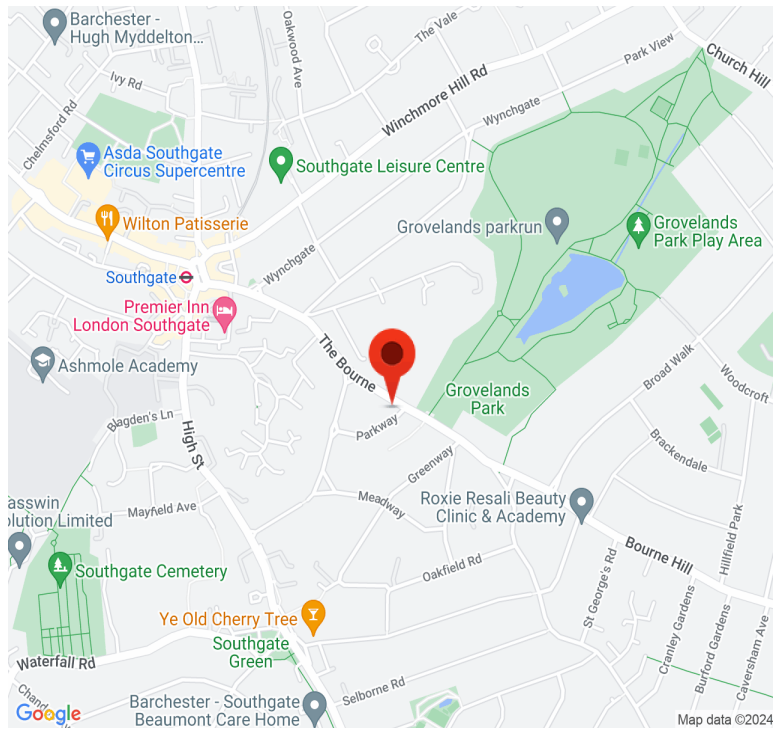 Barchester -
Hugh Myddelton...
Oakwood Ave
The Vale
Park View
Church Hill
Ivy Rd
Winchmore Hill Rd
Wynchgate
Chelmsford Rd
Asda Southgate
Circus Supercentre
Southgate Leisure Centre
Wilton Patisserie
Grovelands parkrun
Grovelands
Park Play Area
Southgate
Wynchgate
Premier Inn
London Southgate
The Bourne
Ashmole Academy
Broad Walk
Woodcroft
Grovelands
Park
Blagden's Ln
High St
Parkway
Greenway
Brackendale
Meadway
Roxie Resali Beauty
Clinic & Academy
Mayfield Ave
asswin
olution Limited
Hillfield Park
Bourne Hill
Oakfield Rd
Southgate Cemetery
St George's Rd
Cranley Gardens
Burford Gardens
Caversham Ave
Ye Old Cherry Tree
Southgate
Green
Waterfall Rd
Selborne Rd
Chand
Barchester - Southgate
Beaumont Care Home
Google
Map data ©2024